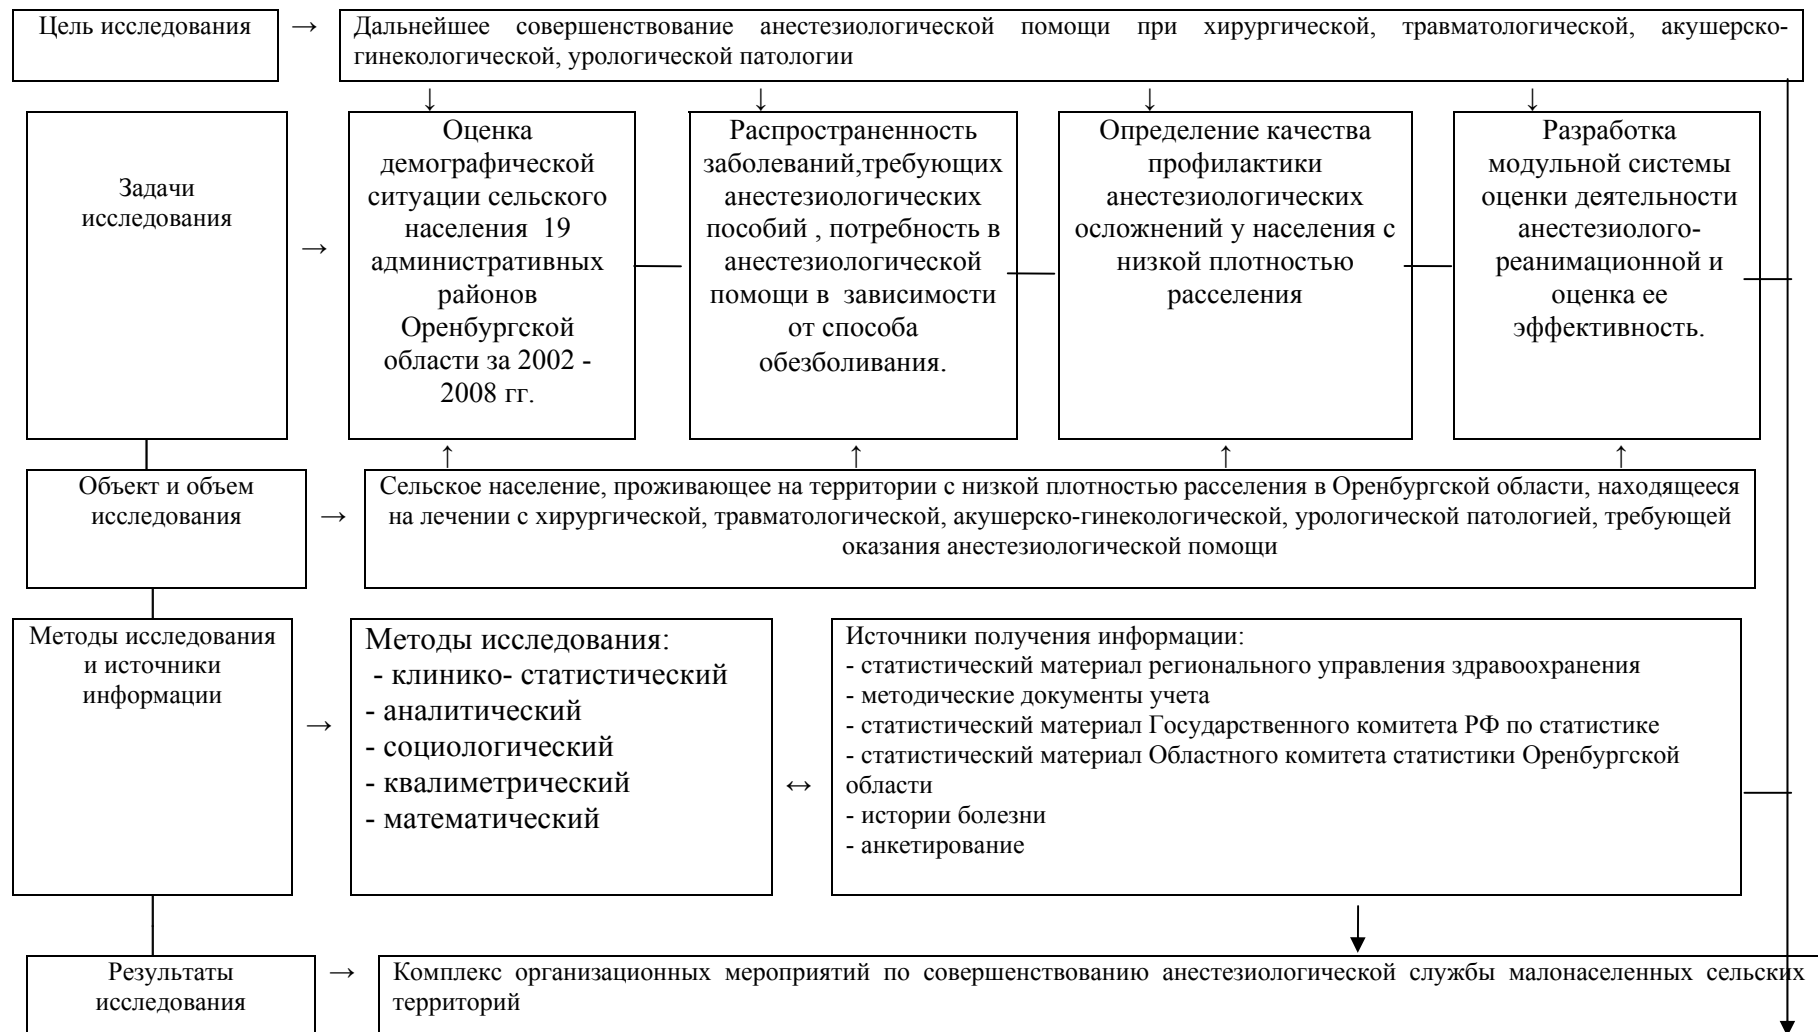 Цель исследования
→
Дальнейшее совершенствование анестезиологической помощи при хирургической, травматологической, акушерско-
гинекологической, урологической патологии
↓ ↓ ↓ ↓
Задачи
исследования
→
Оценка
демографической
ситуации сельского
населения 19
административных
районов
Оренбургской
области за 2002 -
2008 гг.
Распространенность
заболеваний,требующих
анестезиологических
пособий , потребность в
анестезиологической
помощи в зависимости
от способа
обезболивания.
Определение качества
профилактики
анестезиологических
осложнений у населения с
низкой плотностью
расселения
Разработка
модульной системы
оценки деятельности
анестезиолого-
реанимационной и
оценка ее
эффективность.
↑ ↑ ↑ ↑
Объект и объем
исследования
→
Сельское население, проживающее на территории с низкой плотностью расселения в Оренбургской области, находящееся
на лечении с хирургической, травматологической, акушерско-гинекологической, урологической патологией, требующей
оказания анестезиологической помощи
Методы исследования
и источники
информации
→
Методы исследования:
- клинико- статистический
- аналитический
- социологический
- квалиметрический
- математический
↔
Источники получения информации:
- статистический материал регионального управления здравоохранения
- методические документы учета
- статистический материал Государственного комитета РФ по статистике
- статистический материал Областного комитета статистики Оренбургской
области
- истории болезни
- анкетирование
Результаты
исследования
→
Комплекс организационных мероприятий по совершенствованию анестезиологической службы малонаселенных сельских
территорий